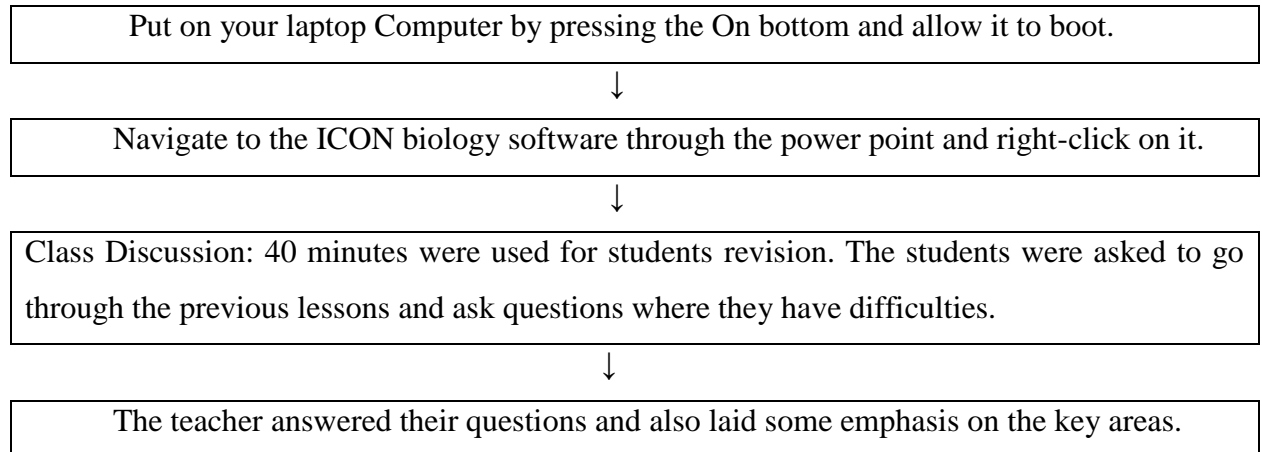 Put on your laptop Computer by pressing the On bottom and allow it to boot.
↓
Navigate to the ICON biology software through the power point and right-click on it.
↓
Class Discussion: 40 minutes were used for students revision. The students were asked to go
through the previous lessons and ask questions where they have difficulties.
↓
The teacher answered their questions and also laid some emphasis on the key areas.